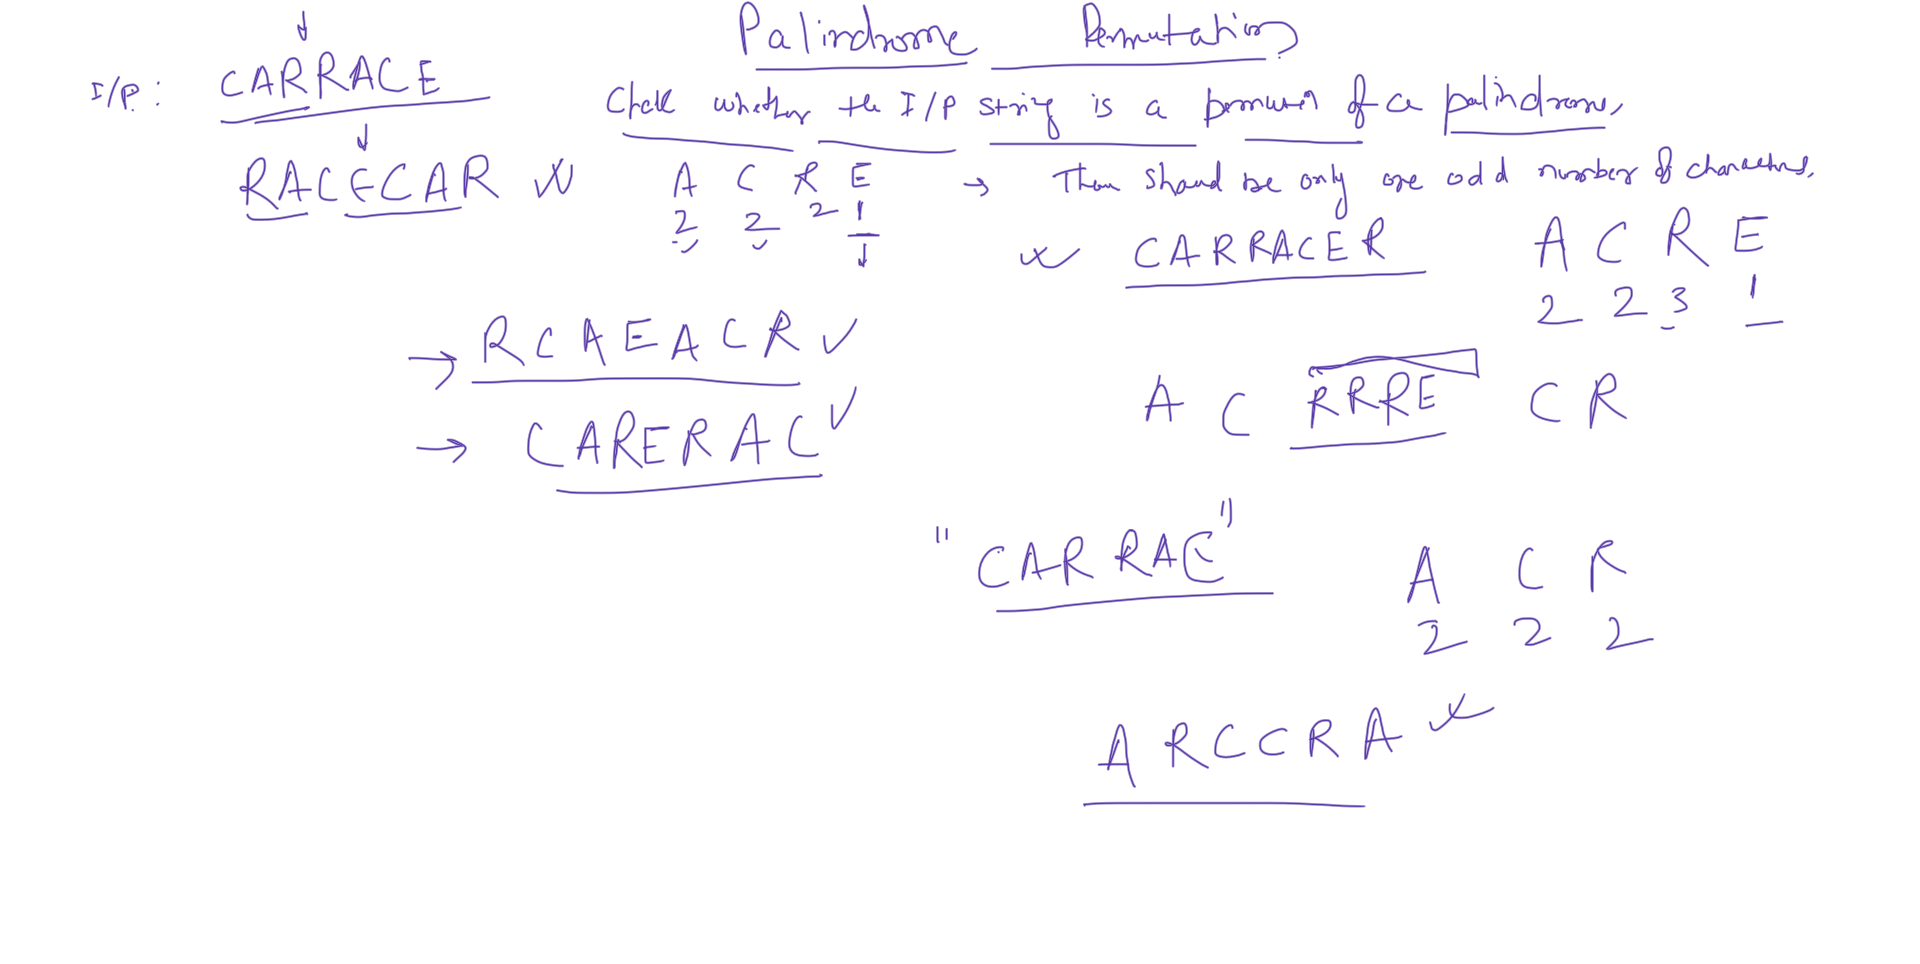 Palindrome Permutation
I/P: CARRACE
Check whether the I/P string is a of a palindrome,
RACECAR
A C R E
2 2 2 1
→ There should be only one odd number of characters,
CARRACER
A C R E
2 2 3 1
→ RCAEACR ✓
A C RRRE CR
→ CARERAC ✓
"CARRAC"
A C R
2 2 2
ARCCRA